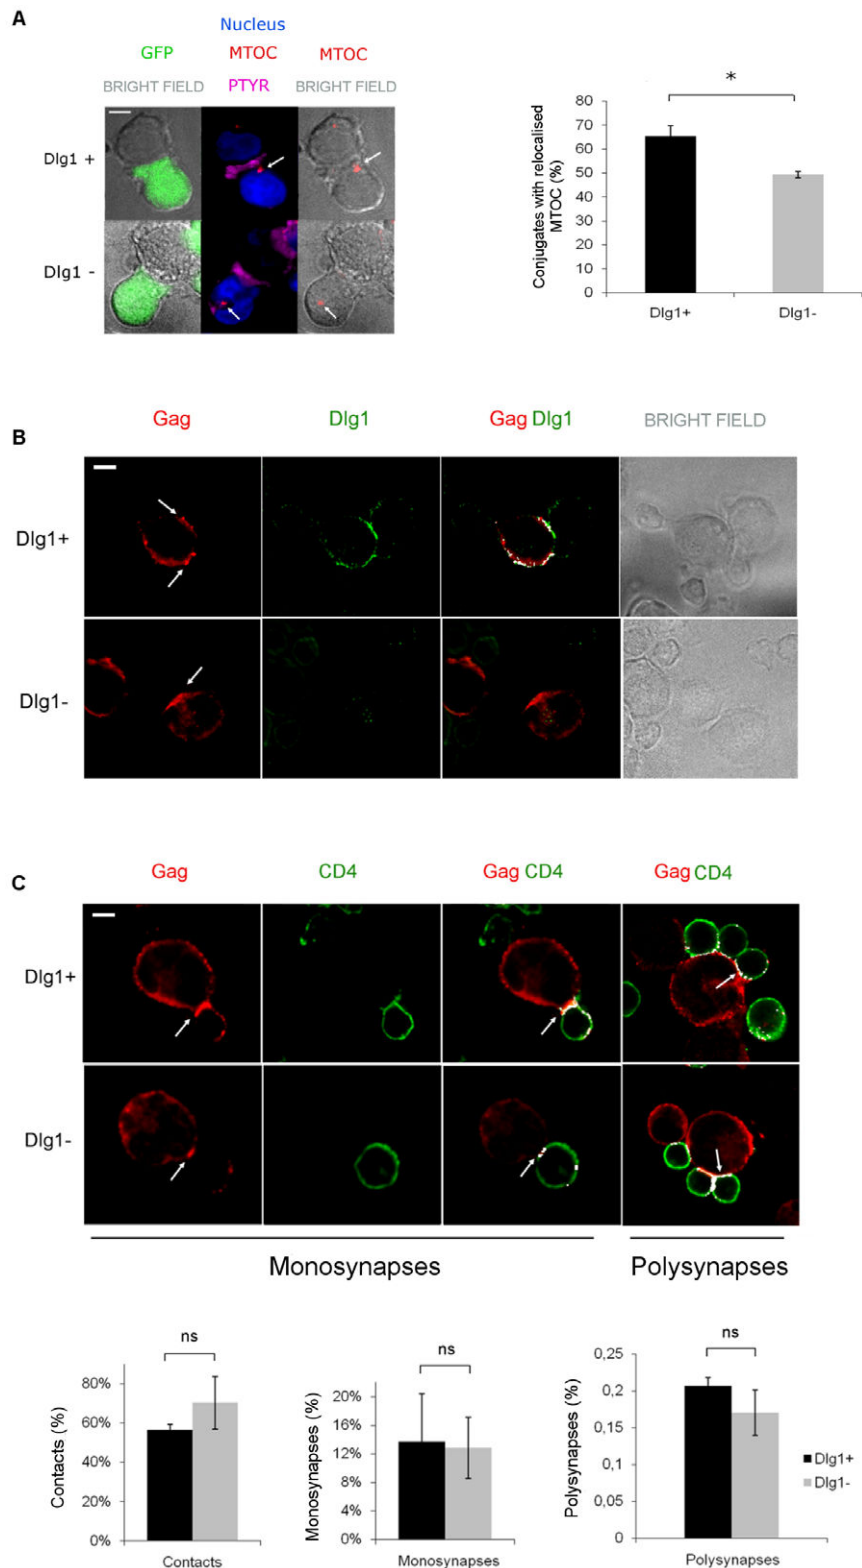 A
Nucleus
GFP MTOC MTOC
BRIGHT FIELD PTYR BRIGHT FIELD
Dlg1 +
Dlg1 -
*
Conjugates with relocalised
MTOC (%)
80
70
60
50
40
30
20
10
0
Dlg1+ Dlg1-
B
Gag Dlg1 Gag Dlg1 BRIGHT FIELD
Dlg1+
Dlg1-
C
Gag CD4 Gag CD4 Gag CD4
Dlg1+
Dlg1-
Monosynapses Polysynapses
ns
Contacts (%)
80%
60%
40%
20%
0%
Contacts
ns
Monosynapses (%)
20%
16%
12%
8%
4%
0%
Monosynapses
ns
Polysynapses (%)
0,25
0,2
0,15
0,1
0,05
0
Polysynapses
Dlg1+
Dlg1-